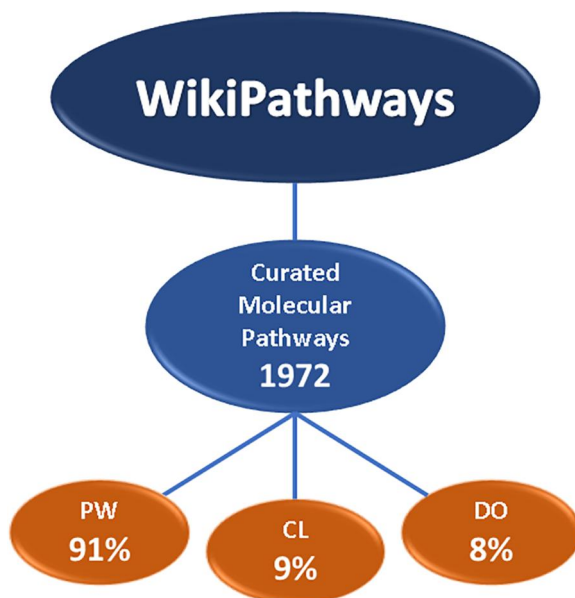 WikiPathways
Curated
Molecular
Pathways
1972
PW
91%
CL
9%
DO
8%